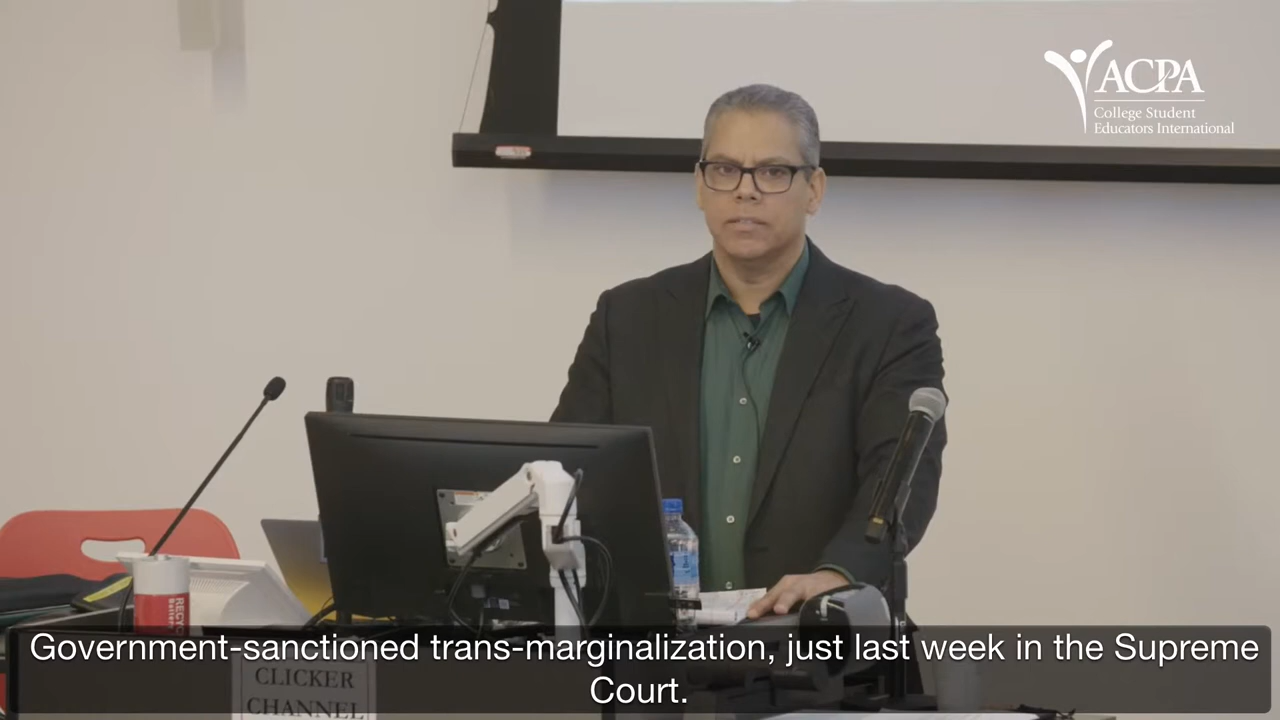 ACPA
College Student
Educators International
Government-sanctioned trans-marginalization, just last week in the Supreme
Court.
CLICKER
CHANNEL